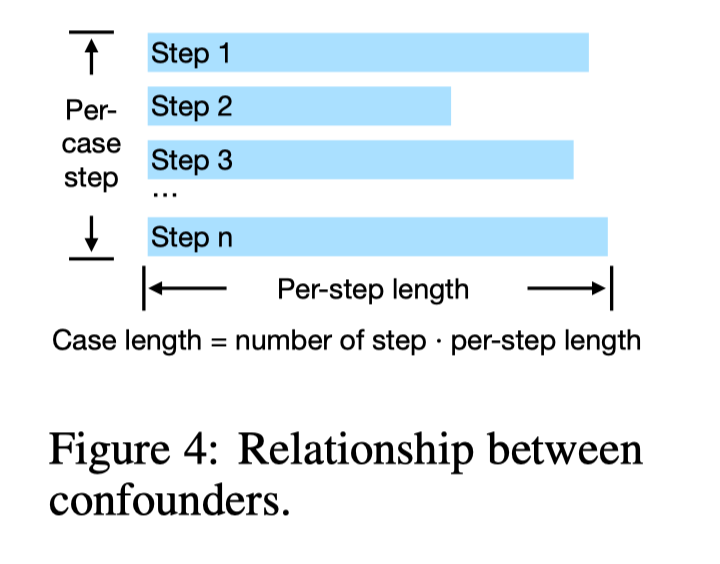 Step 1
Step 2
Step 3
...
Step n
Per-
case
step
Per-step length
Case length = number of step · per-step length
Figure 4: Relationship between
confounders.